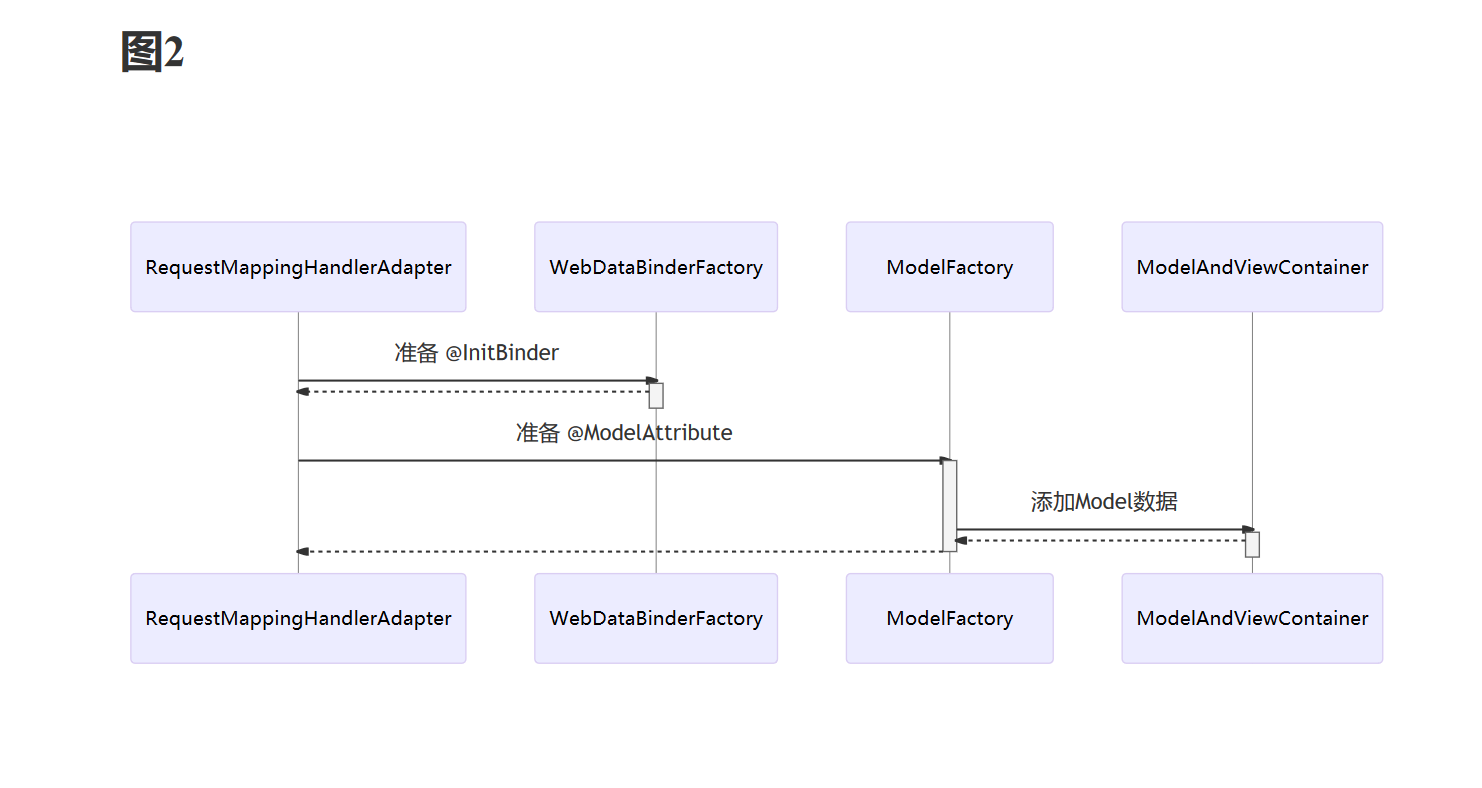 图2
RequestMappingHandlerAdapter
WebDataBinderFactory
ModelFactory
ModelAndViewContainer
准备 @InitBinder
准备 @ModelAttribute
添加Model数据
RequestMappingHandlerAdapter
WebDataBinderFactory
ModelFactory
ModelAndViewContainer